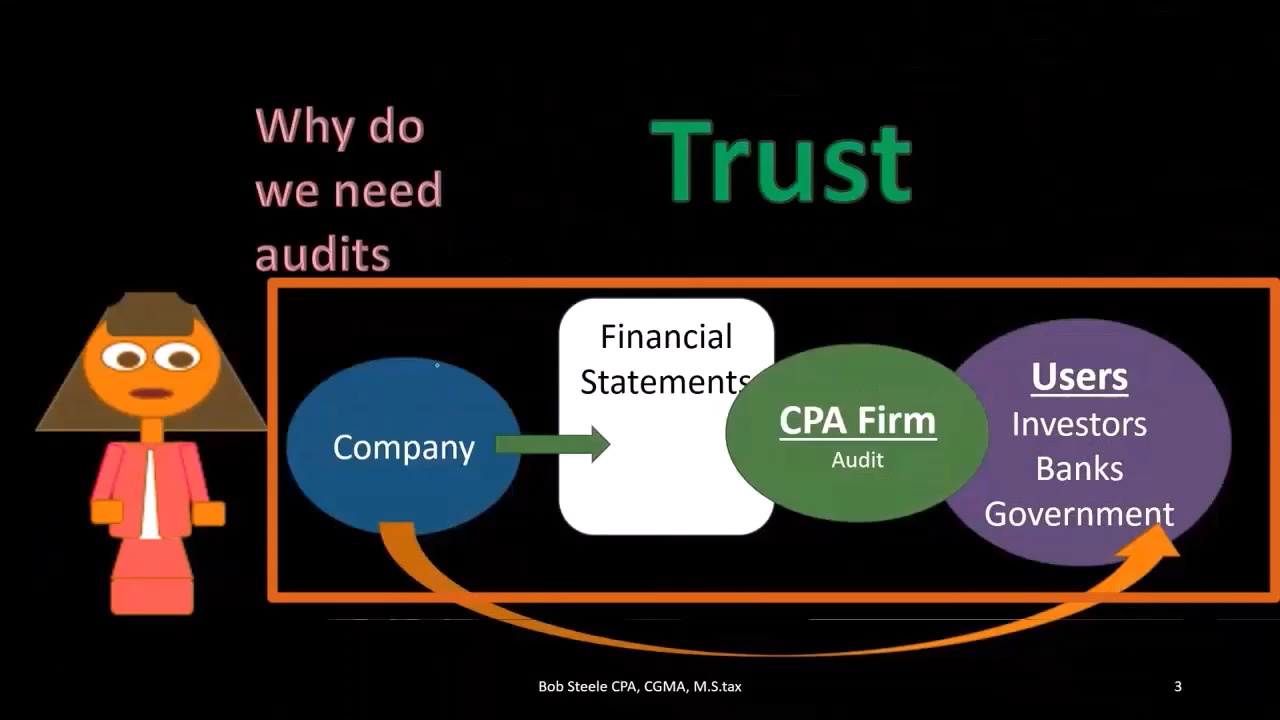 Why do
we need
audits
Trust
Financial
Statements
Company
CPA Firm
Audit
Users
Investors
Banks
Government
Bob Steele CPA, CGMA, M.S.tax
3